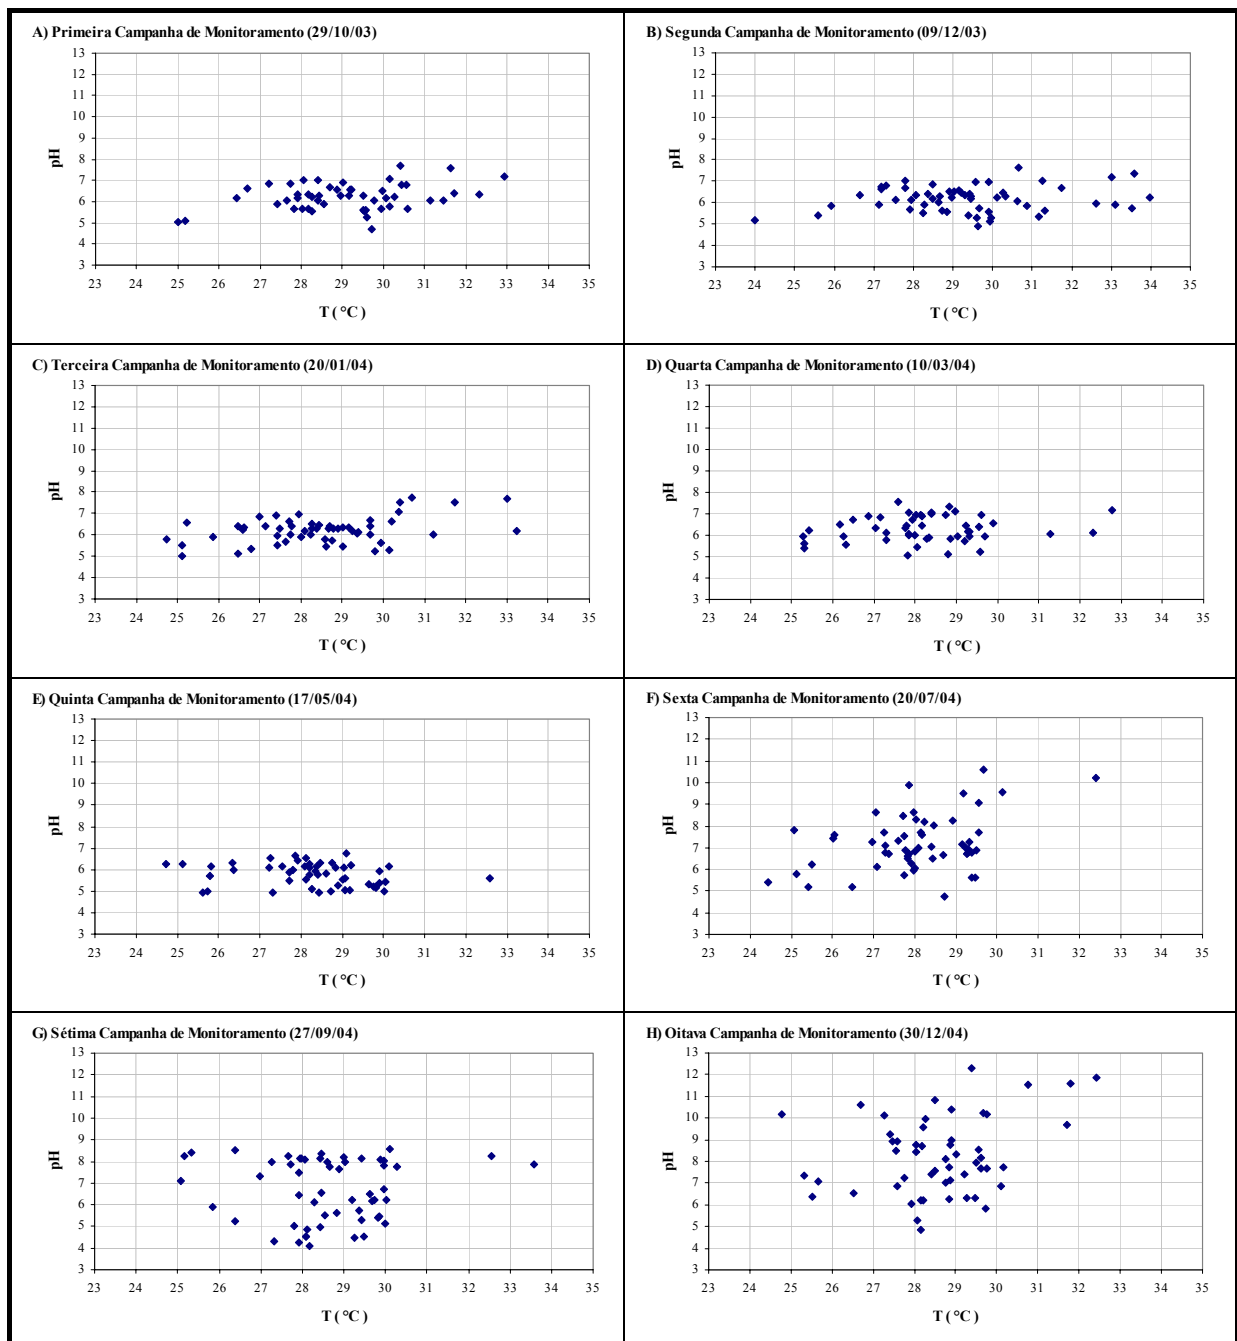 A) Primeira Campanha de Monitoramento (29/10/03)
13
12
11
10
9
8
7
6
5
4
3
pH
23 24 25 26 27 28 29 30 31 32 33 34 35
T ( °C )
B) Segunda Campanha de Monitoramento (09/12/03)
13
12
11
10
9
8
7
6
5
4
3
pH
23 24 25 26 27 28 29 30 31 32 33 34 35
T ( °C )
C) Terceira Campanha de Monitoramento (20/01/04)
13
12
11
10
9
8
7
6
5
4
3
pH
23 24 25 26 27 28 29 30 31 32 33 34 35
T ( °C )
D) Quarta Campanha de Monitoramento (10/03/04)
13
12
11
10
9
8
7
6
5
4
3
pH
23 24 25 26 27 28 29 30 31 32 33 34 35
T ( °C )
E) Quinta Campanha de Monitoramento (17/05/04)
13
12
11
10
9
8
7
6
5
4
3
pH
23 24 25 26 27 28 29 30 31 32 33 34 35
T ( °C )
F) Sexta Campanha de Monitoramento (20/07/04)
13
12
11
10
9
8
7
6
5
4
3
pH
23 24 25 26 27 28 29 30 31 32 33 34 35
T ( °C )
G) Sétima Campanha de Monitoramento (27/09/04)
13
12
11
10
9
8
7
6
5
4
3
pH
23 24 25 26 27 28 29 30 31 32 33 34 35
T ( °C )
H) Oitava Campanha de Monitoramento (30/12/04)
13
12
11
10
9
8
7
6
5
4
3
pH
23 24 25 26 27 28 29 30 31 32 33 34 35
T ( °C )